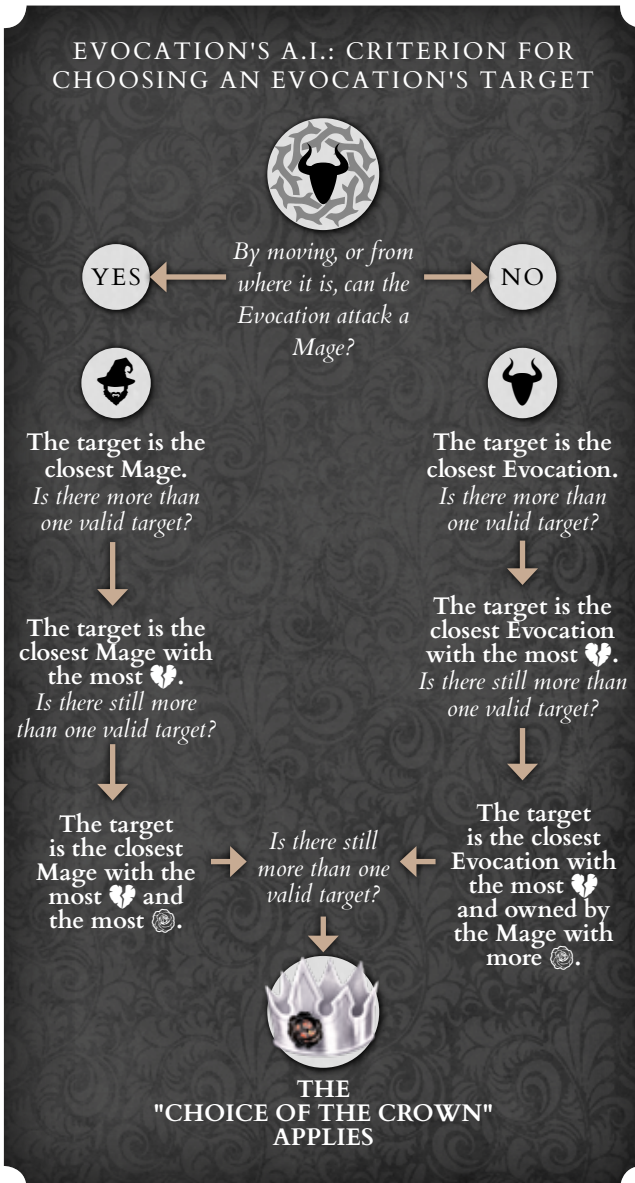 EVOCATION'S A.I.: CRITERION FOR
CHOOSING AN EVOCATION'S TARGET
By moving, or from
where it is, can the
Evocation attack a
Mage?
YES
NO
The target is the
closest Mage.
Is there more than
one valid target?
The target is the
closest Mage with
the most .
Is there still more
than one valid target?
The target
is the closest
Mage with the
most and
the most .
The target is the
closest Evocation.
Is there more than
one valid target?
The target is the
closest Evocation
with the most .
Is there still more than
one valid target?
The target
is the closest
Evocation with
the most
and owned by
the Mage with
more .
Is there still
more than one
valid target?
THE
"CHOICE OF THE CROWN"
APPLIES